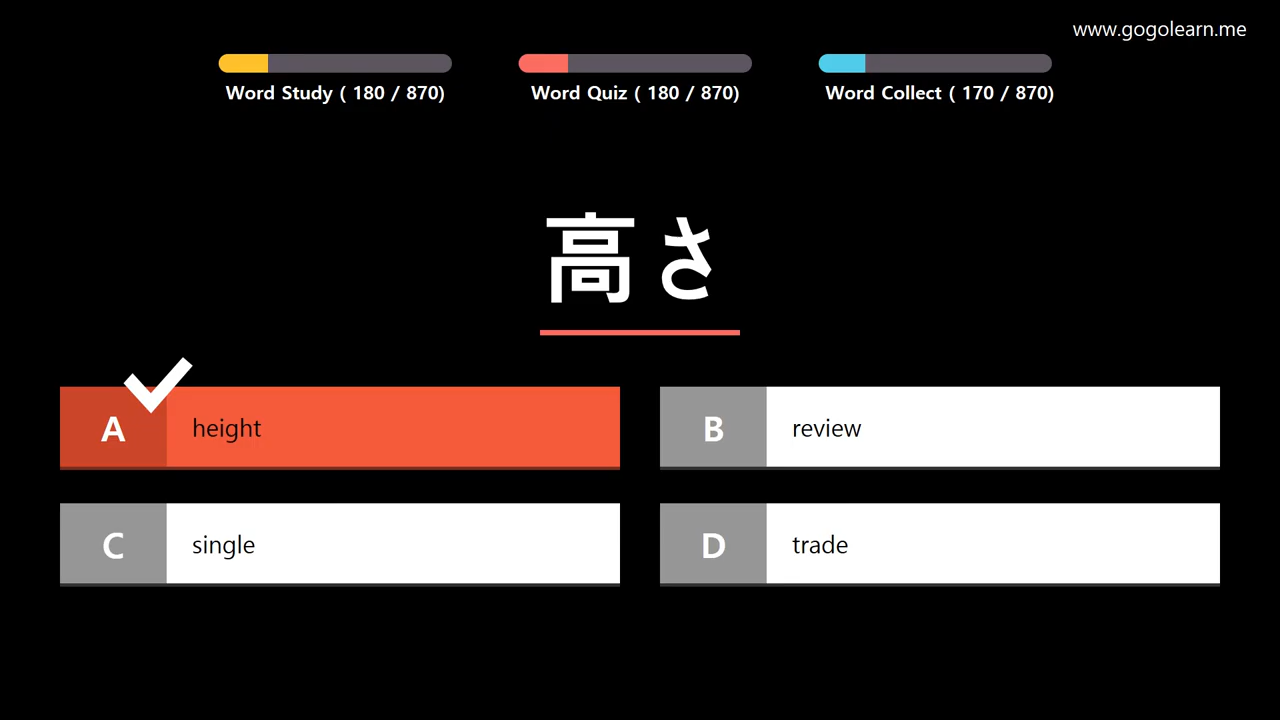 www.gogolearn.me
Word Study ( 180 / 870)
Word Quiz ( 180 / 870)
Word Collect ( 170 / 870)
高さ
A height
B review
C single
D trade